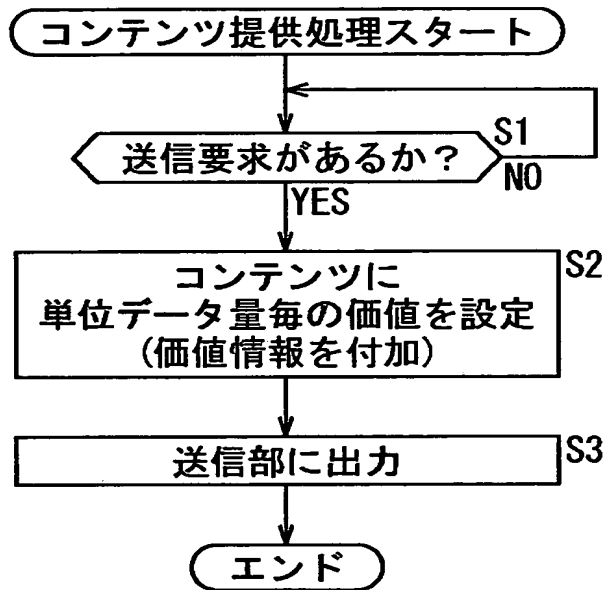 コンテンツ提供処理スタート
送信要求があるか？
S1
NO
YES
コンテンツに
単位データ量毎の価値を設定
(価値情報を付加)
S2
送信部に出力
S3
エンド